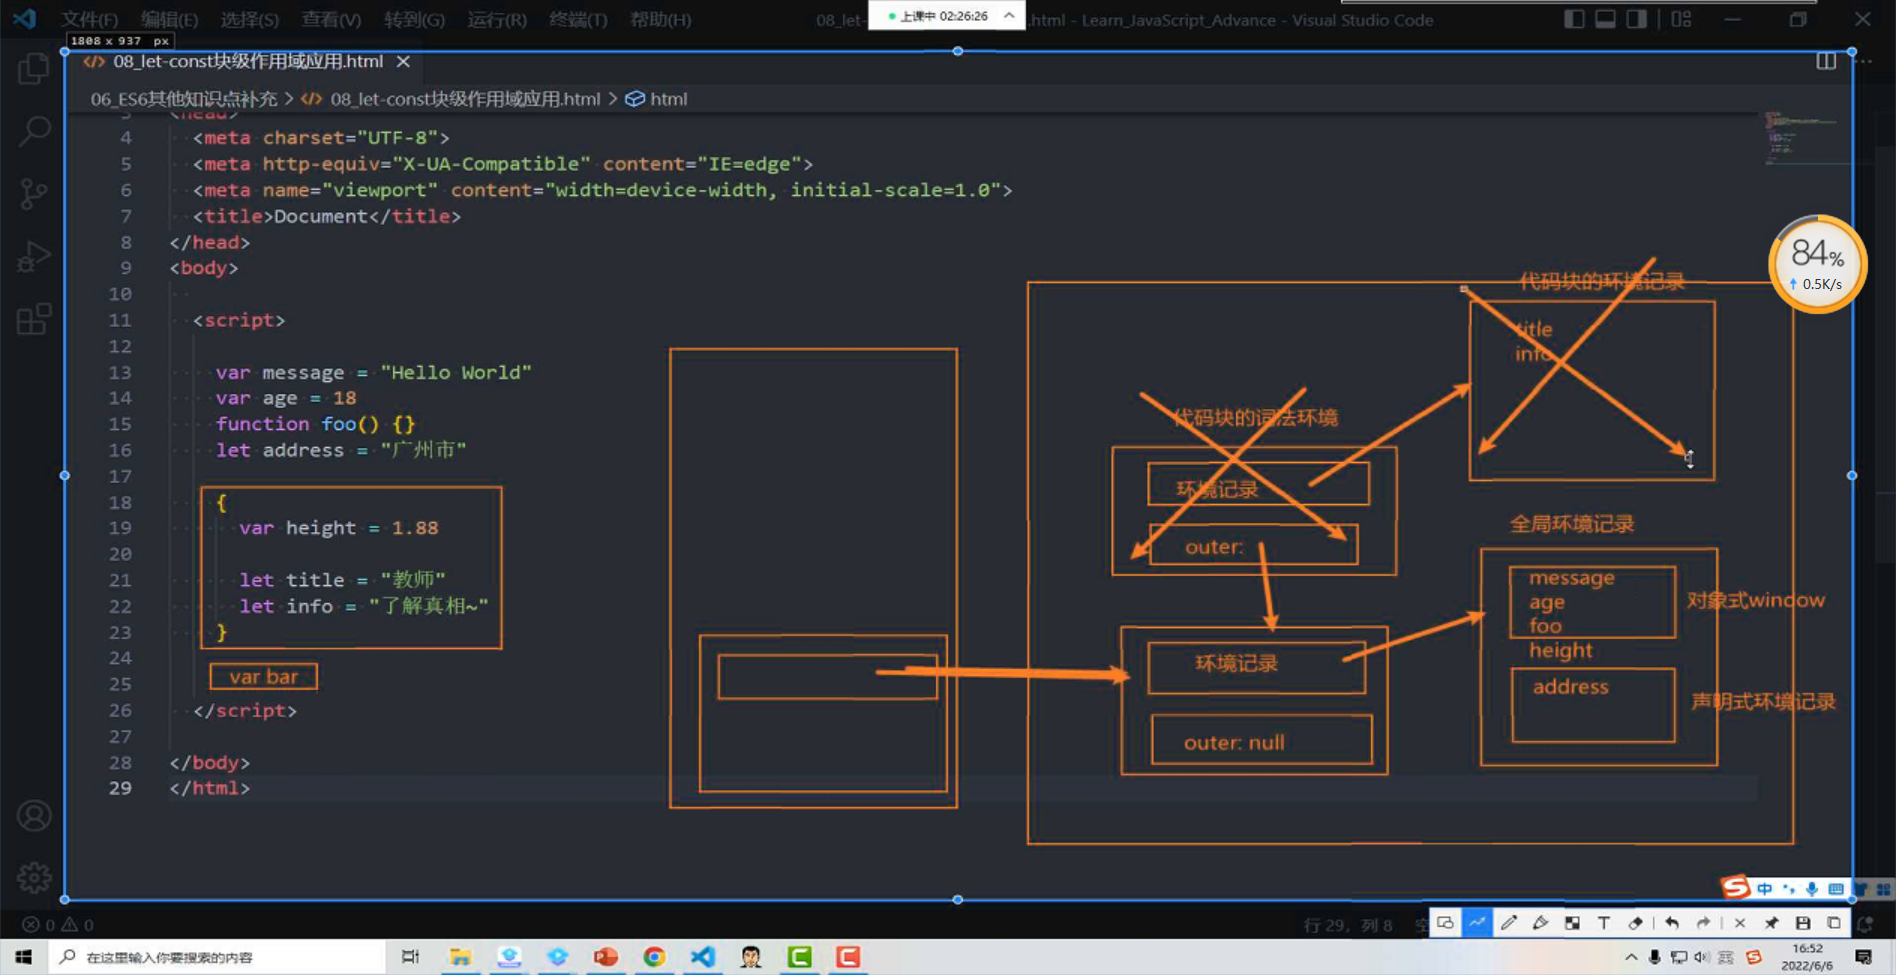 文件(F) 编辑(E) 选择(S) 查看(V) 转到(G) 运行(R) 终端(T) 帮助(H)
08_let-
上课中 02:26:26
.html - Learn_JavaScript_Advance - Visual Studio Code
1808 x 937 px
08_let-const块级作用域应用.html
06_ES6其他知识点补充 > 08_let-const块级作用域应用.html > html
3 <head>
4 <meta charset="UTF-8">
5 <meta http-equiv="X-UA-Compatible" content="IE=edge">
6 <meta name="viewport" content="width=device-width, initial-scale=1.0">
7 <title>Document</title>
8 </head>
9 <body>
10
11 <script>
12
13 var message = "Hello World"
14 var age = 18
15 function foo() {}
16 let address = "广州市"
17
18 {
19 var height = 1.88
20
21 let title = "教师"
22 let info = "了解真相~"
23 }
24
var bar
25
26 </script>
27
28 </body>
29 </html>
代码块的环境记录
title
info
代码块的词法环境
环境记录
outer:
全局环境记录
message
age
foo
height
对象式window
address
声明式环境记录
环境记录
outer: null
84%
0.5K/s
中
0 0
行 29，列 8
空
在这里输入你要搜索的内容
英
16:52
2022/6/6